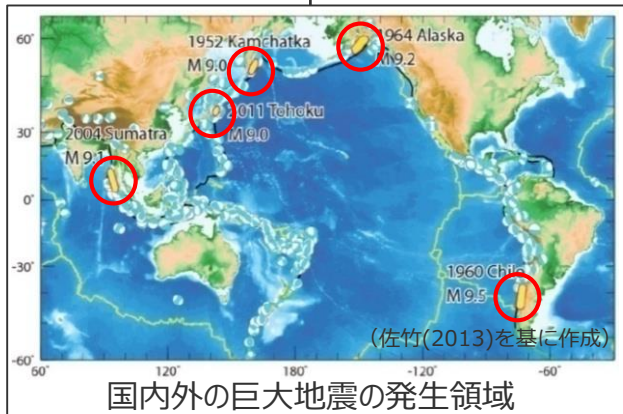 60°
1952 Kamchatka
M 9.0
1964 Alaska
M 9.2
2011 Tohoku
M 9.0
30°
2004 Sumatra
M 9.1
0°
-30°
1960 Chile
M 9.5
(佐竹(2013)を基に作成)
-60°
60° 120° 180° -120° -60°
国内外の巨大地震の発生領域